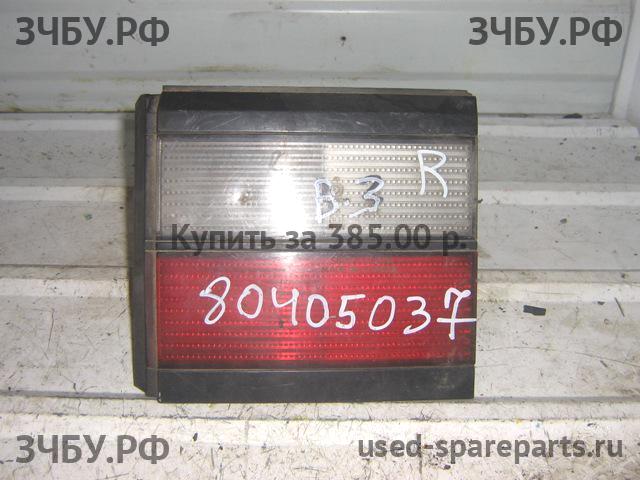 ЗЧБУ.РФ ЗЧБУ.РФ
R
В.3
Купить за 385.00 р.
80405037
ЗЧБУ.РФ used-spareparts.ru